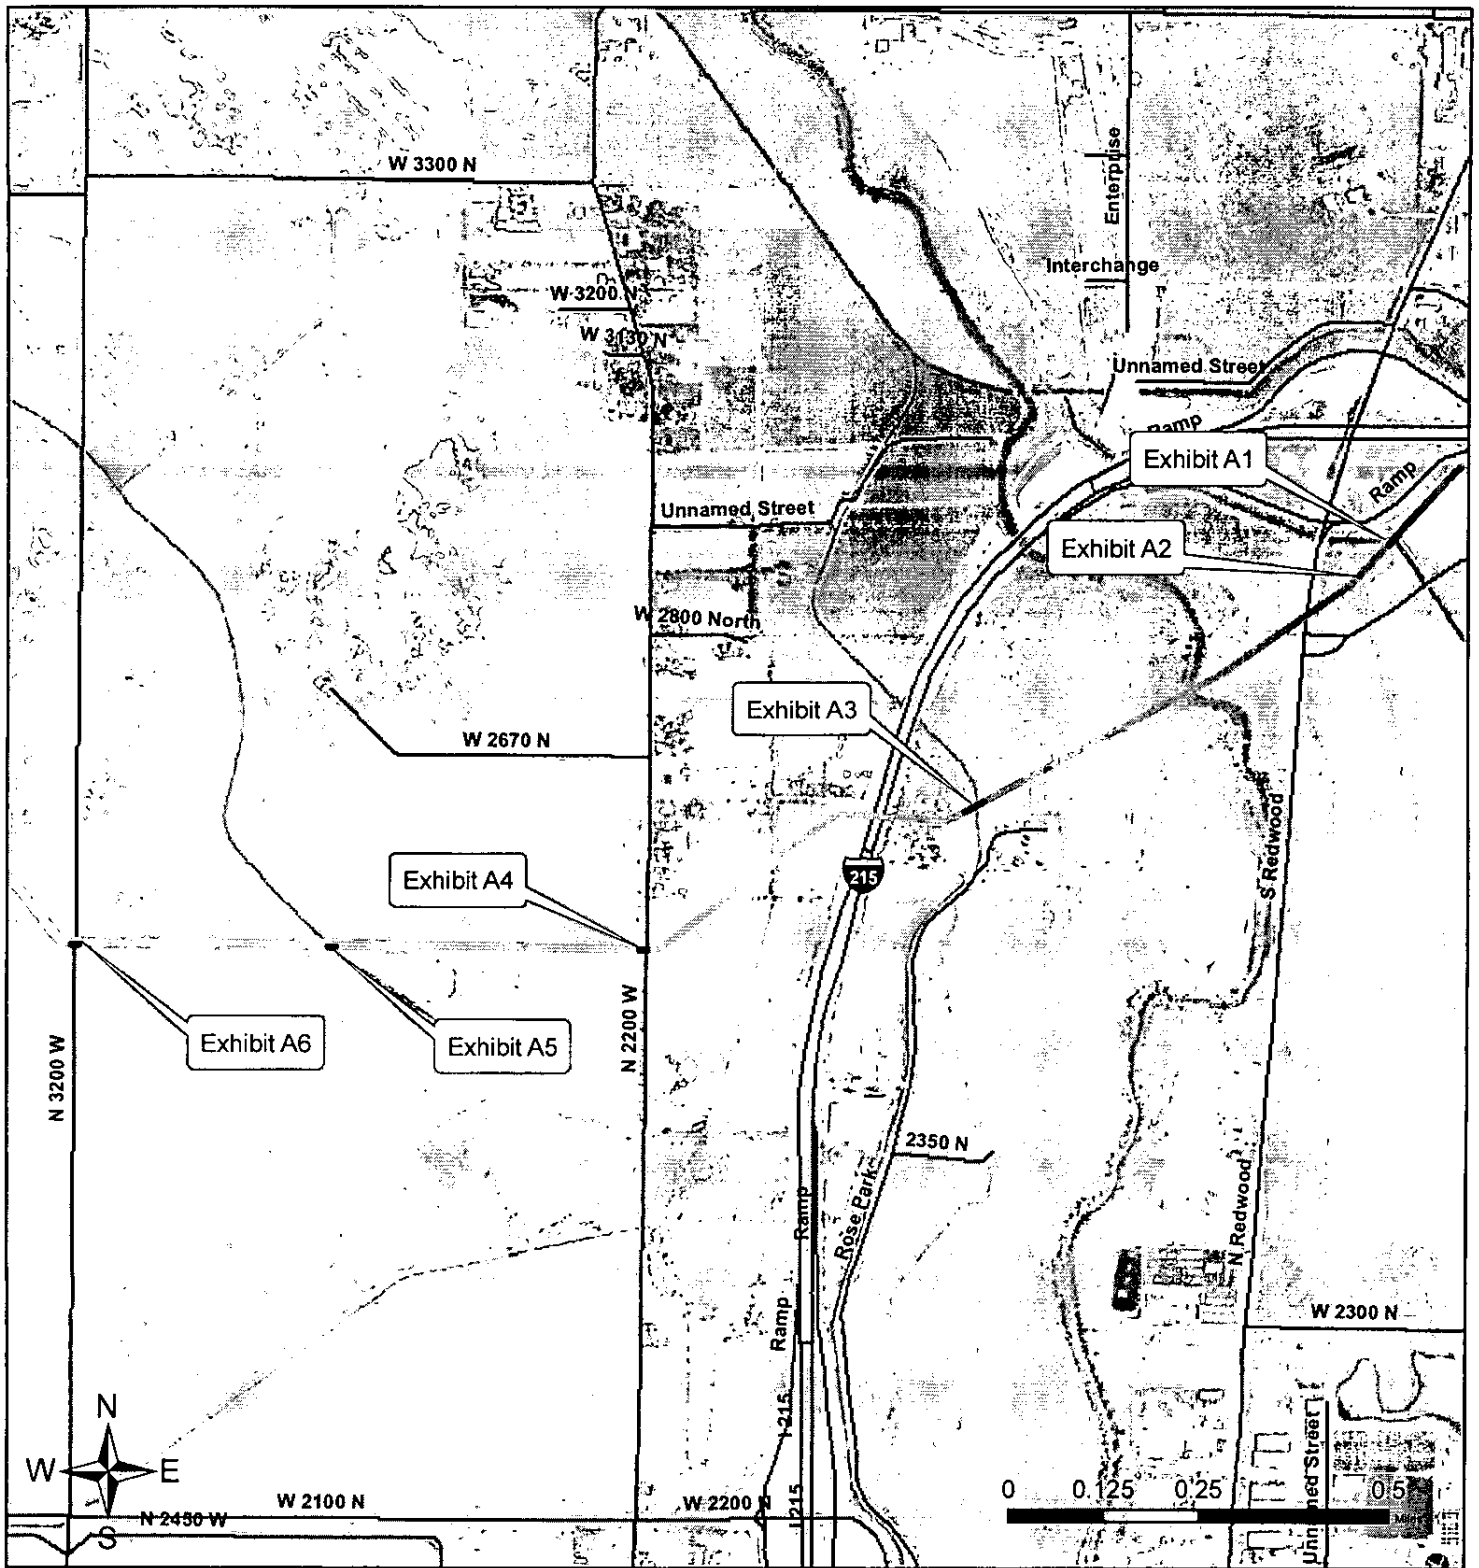 W 3300 N
Enterprise
Interchange
W 3200 N
W 3130 N
Unnamed Street
Ramp
Exhibit A1
Ramp
Unnamed Street
Exhibit A2
W 2800 North
Exhibit A3
W 2670 N
S Redwood
215
Exhibit A4
Exhibit A6
Exhibit A5
N 2200 W
N 3200 W
2350 N
Rose Park
Ramp
N Redwood
W 2300 N
Ramp
I 215
Unnamed Street
N
W E
S
0 0.125 0.25 0.5
W 2100 N
W 2200 N
I 215
N 2450 W